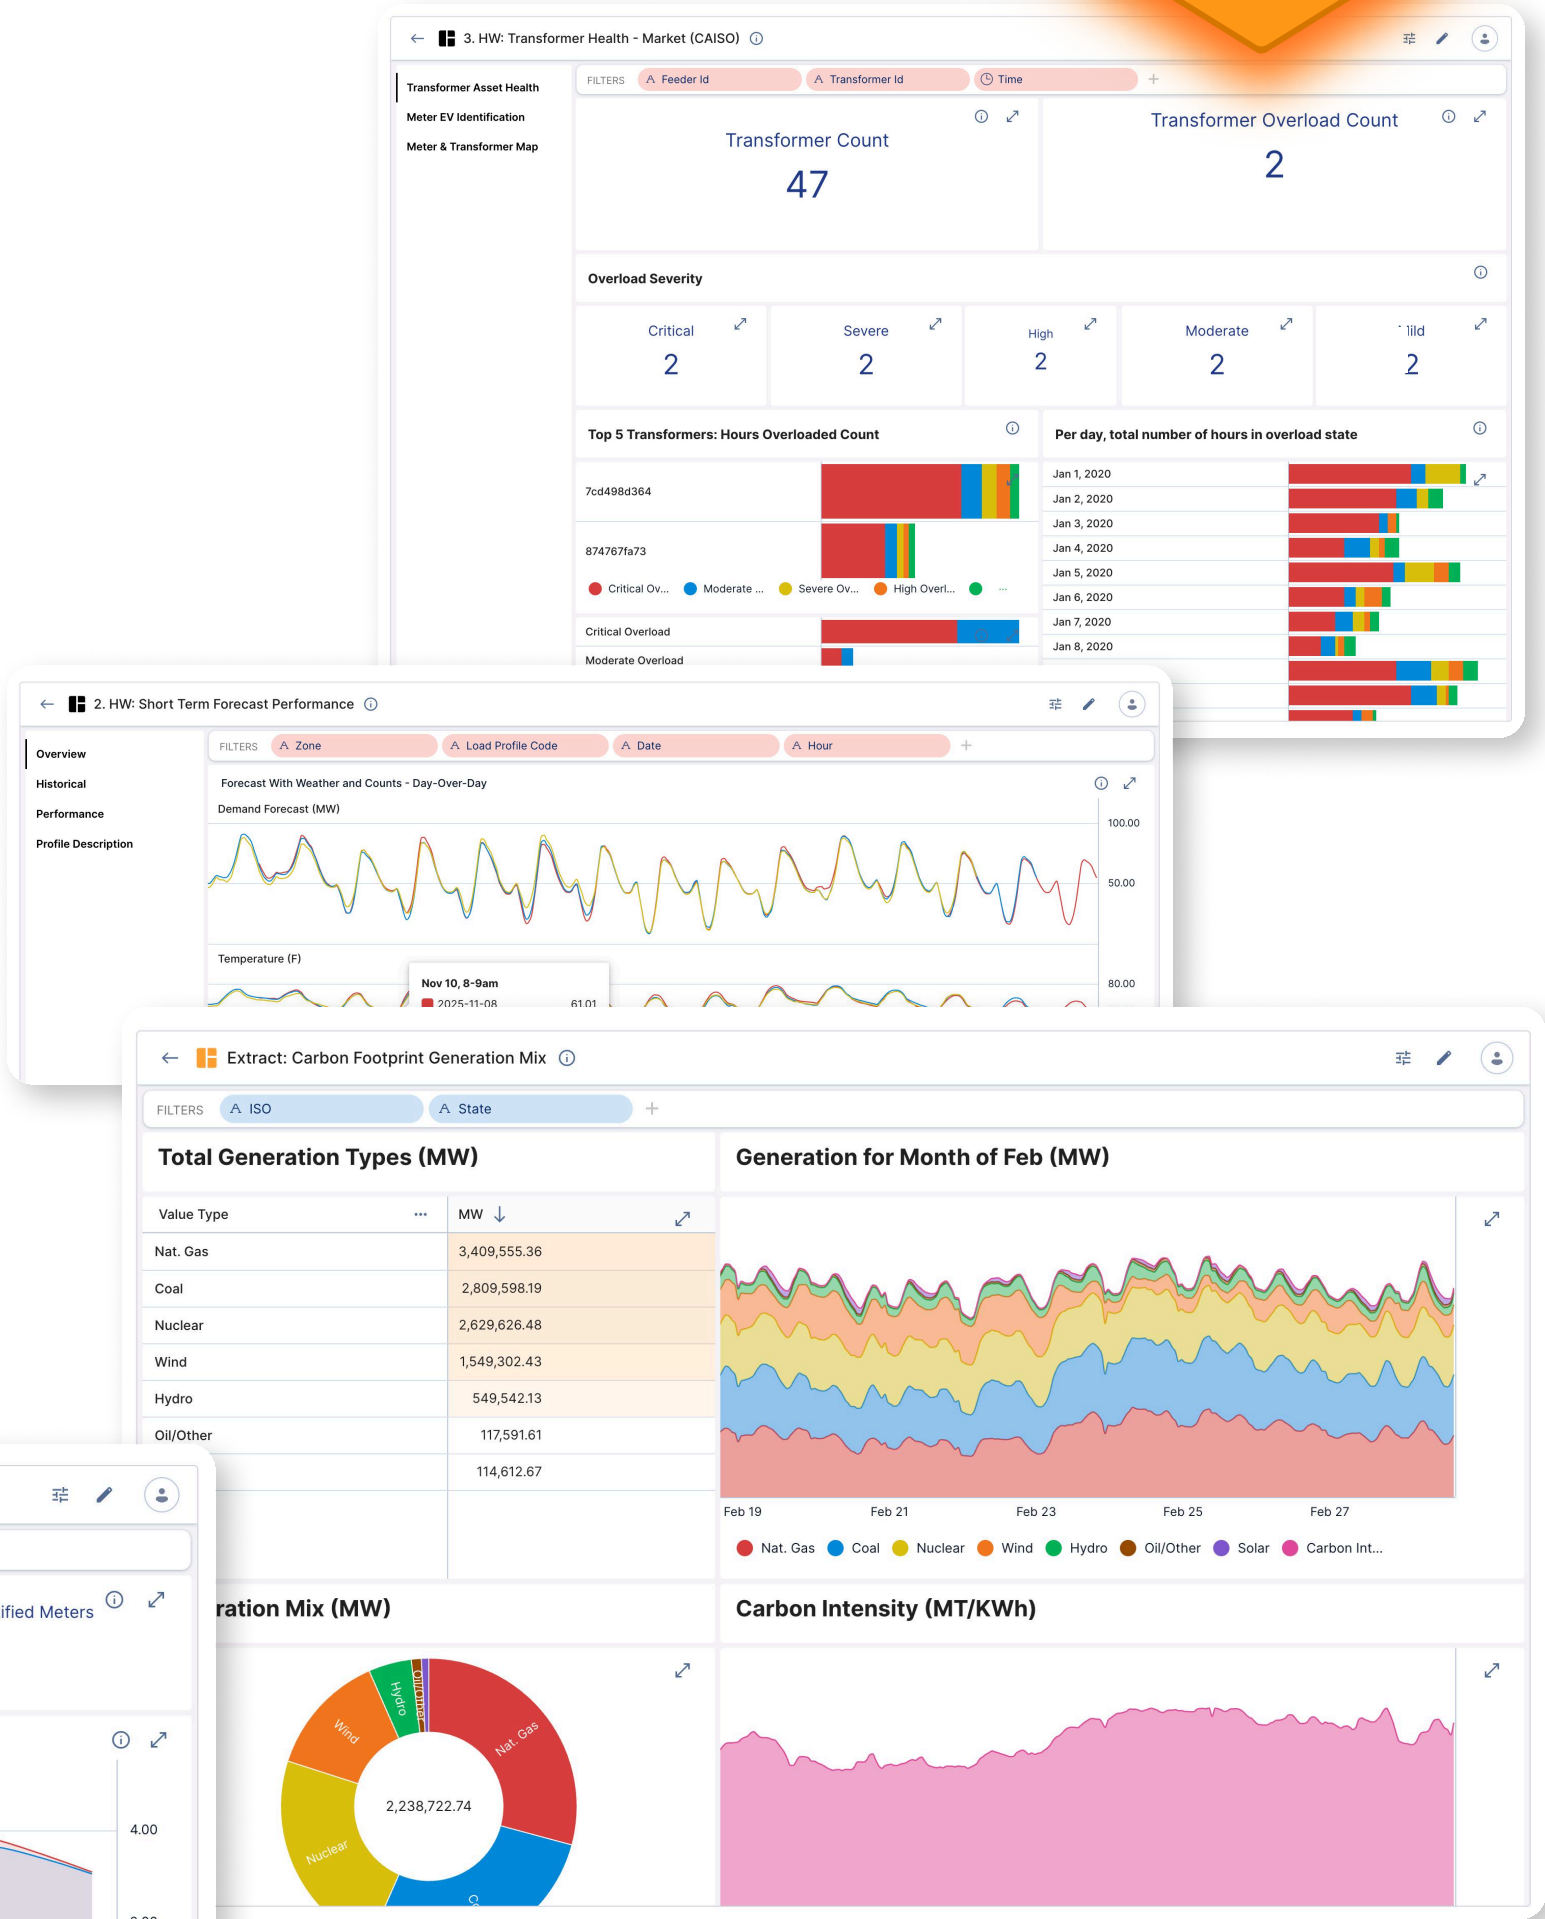 3. HW: Transformer Health - Market (CAISO)
Transformer Asset Health
Meter EV Identification
Meter & Transformer Map
FILTERS
Feeder Id
Transformer Id
Time
Transformer Count
47
Transformer Overload Count
2
Overload Severity
Critical
2
Severe
2
High
2
Moderate
2
2
Top 5 Transformers: Hours Overloaded Count
7cd498d364
874767fa73
Critical Ov...
Moderate ...
Severe Ov...
High Overl...
...
Critical Overload
Moderate Overload
Per day, total number of hours in overload state
Jan 1, 2020
Jan 2, 2020
Jan 3, 2020
Jan 4, 2020
Jan 5, 2020
Jan 6, 2020
Jan 7, 2020
Jan 8, 2020
2. HW: Short Term Forecast Performance
Overview
Historical
Performance
Profile Description
FILTERS
Zone
Load Profile Code
Date
Hour
Forecast With Weather and Counts - Day-Over-Day
Demand Forecast (MW)
100.00
50.00
Temperature (F)
80.00
Nov 10, 8-9am
2025-11-08 61.01
Extract: Carbon Footprint Generation Mix
FILTERS
ISO
State
Total Generation Types (MW)
Value Type ... MW
Nat. Gas 3,409,555.36
Coal 2,809,598.19
Nuclear 2,629,626.48
Wind 1,549,302.43
Hydro 549,542.13
Oil/Other 117,591.61
114,612.67
Generation for Month of Feb (MW)
Feb 19 Feb 21 Feb 23 Feb 25 Feb 27
Nat. Gas Coal Nuclear Wind Hydro Oil/Other Solar Carbon Int...
ration Mix (MW)
Nat. Gas
Nuclear
Wind
Hydro
Oil/Other
2,238,722.74
Carbon Intensity (MT/KWh)
ified Meters
4.00